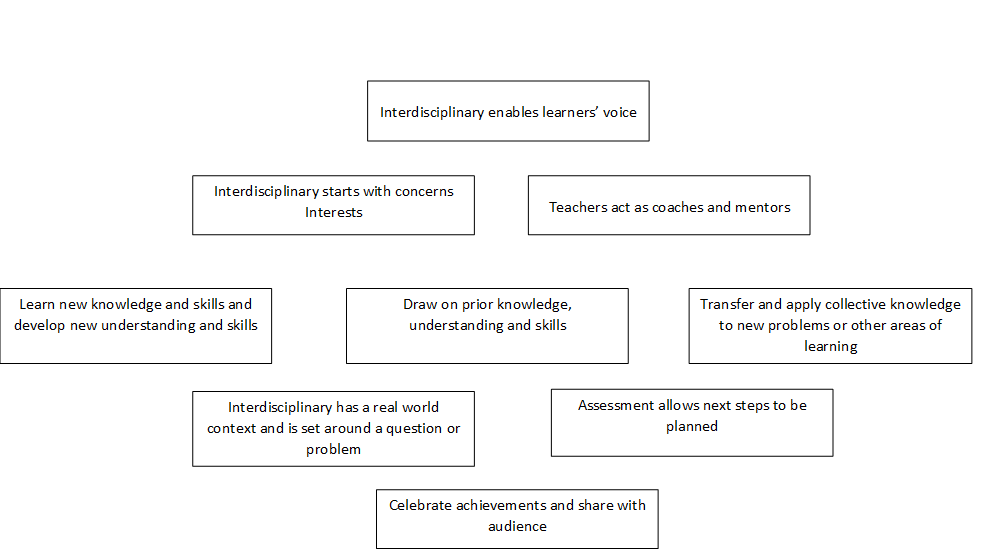 Interdisciplinary enables learners’ voice
Interdisciplinary starts with concerns
Interests
Teachers act as coaches and mentors
Learn new knowledge and skills and
develop new understanding and skills
Draw on prior knowledge,
understanding and skills
Transfer and apply collective knowledge
to new problems or other areas of
learning
Interdisciplinary has a real world
context and is set around a question or
problem
Assessment allows next steps to be
planned
Celebrate achievements and share with
audience